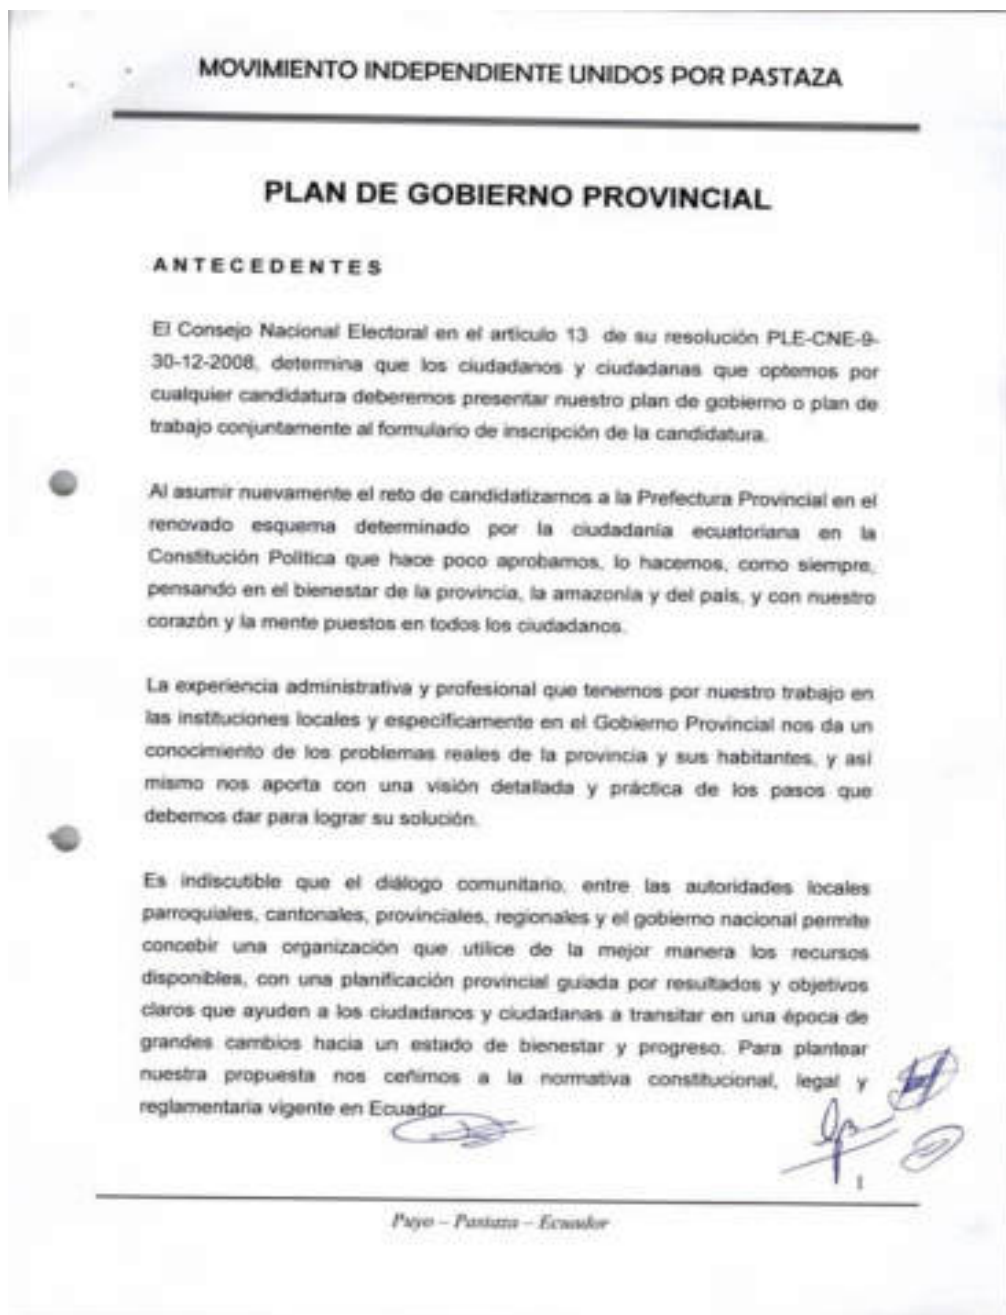 MOVIMIENTO INDEPENDIENTE UNIDOS POR PASTAZA
PLAN DE GOBIERNO PROVINCIAL
ANTECEDENTES
El Consejo Nacional Electoral en el artículo 13 de su resolución PLE-CNE-9-
30-12-2008, determina que los ciudadanos y ciudadanas que optemos por
cualquier candidatura deberemos presentar nuestro plan de gobierno o plan de
trabajo conjuntamente al formulario de inscripción de la candidatura.
Al asumir nuevamente el reto de candidatizarnos a la Prefectura Provincial en el
renovado esquema determinado por la ciudadanía ecuatoriana en la
Constitución Política que hace poco aprobamos, lo hacemos, como siempre,
pensando en el bienestar de la provincia, la amazonía y del país, y con nuestro
corazón y la mente puestos en todos los ciudadanos.
La experiencia administrativa y profesional que tenemos por nuestro trabajo en
las instituciones locales y específicamente en el Gobierno Provincial nos da un
conocimiento de los problemas reales de la provincia y sus habitantes, y así
mismo nos aporta con una visión detallada y práctica de los pasos que
debemos dar para lograr su solución.
Es indiscutible que el diálogo comunitario, entre las autoridades locales
parroquiales, cantonales, provinciales, regionales y el gobierno nacional permite
concebir una organización que utilice de la mejor manera los recursos
disponibles, con una planificación provincial guiada por resultados y objetivos
claros que ayuden a los ciudadanos y ciudadanas a transitar en una época de
grandes cambios hacia un estado de bienestar y progreso. Para plantear
nuestra propuesta nos ceñimos a la normativa constitucional, legal y
reglamentaria vigente en Ecuador.
1
Puyo – Pastaza – Ecuador